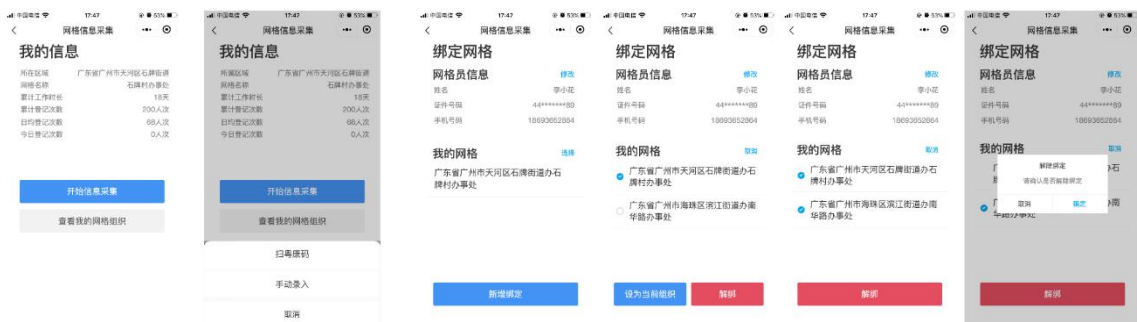 中国电信
17:47
53%
网格信息采集
我的信息
所在区域 广东省广州市天河区石牌街道
网格名称 石牌村办事处
累计工作时长 18天
累计登记次数 200人次
日均登记次数 68人次
今日登记次数 0人次
开始信息采集
查看我的网格组织
中国电信
17:47
53%
网格信息采集
我的信息
所属区域 广东省广州市天河区石牌街道
网格名称 石牌村办事处
累计工作时长 18天
累计登记次数 200人次
日均登记次数 68人次
今日登记次数 0人次
开始信息采集
查看我的网格组织
扫粤康码
手动录入
取消
中国电信
17:47
53%
网格信息采集
绑定网格
网格员信息 修改
姓名 李小花
证件号码 44*******89
手机号码 18693652864
我的网格 选择
广东省广州市天河区石牌街道办石
牌村办事处
新增绑定
中国电信
17:47
53%
网格信息采集
绑定网格
网格员信息 修改
姓名 李小花
证件号码 44*******89
手机号码 18693652864
我的网格 取消
广东省广州市天河区石牌街道办石
牌村办事处
广东省广州市海珠区滨江街道办南
华路办事处
设为当前组织 解绑
中国电信
17:47
53%
网格信息采集
绑定网格
网格员信息 修改
姓名 李小花
证件号码 44*******89
手机号码 18693652864
我的网格 取消
广东省广州市天河区石牌街道办石
牌村办事处
广东省广州市海珠区滨江街道办南
华路办事处
解绑
中国电信
17:47
53%
网格信息采集
绑定网格
网格员信息 修改
姓名 李小花
证件号码 44*******89
手机号码 18693652864
我的网格 取消
解除绑定
请确认是否解除绑定
取消 确定
华路办事处
解绑